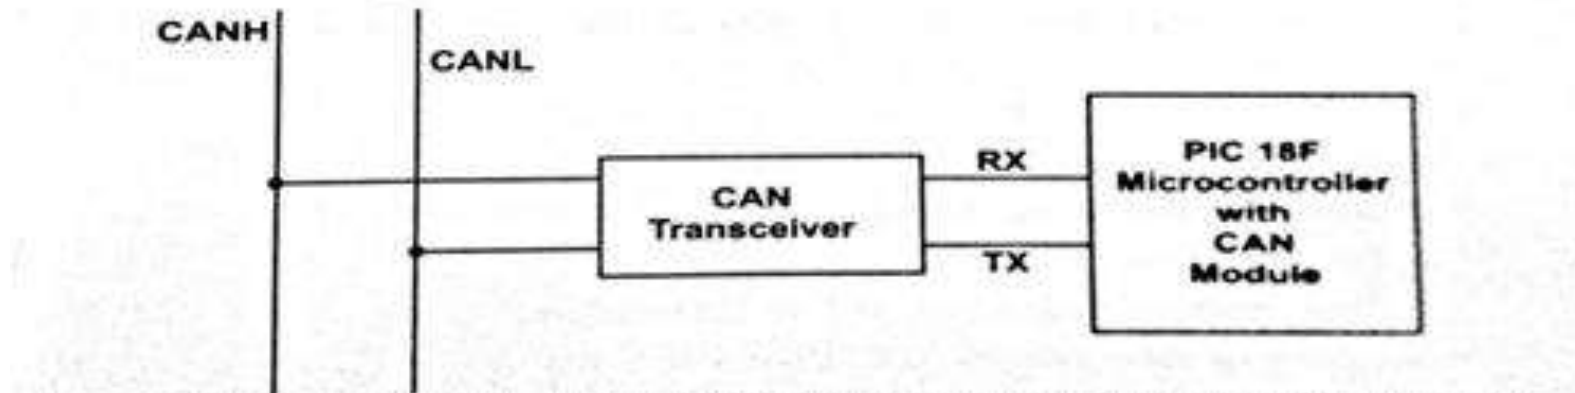 CANH
CANL
CAN
Transceiver
RX
TX
PIC 18F
Microcontroller
with
CAN
Module